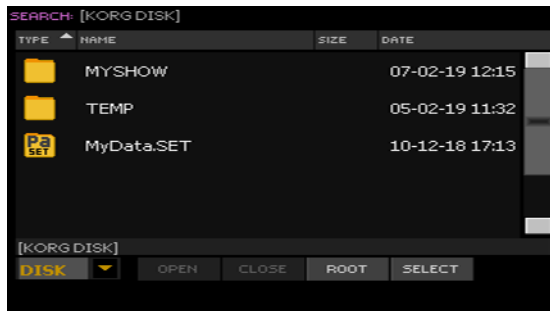 SEARCH: [KORG DISK]
TYPE NAME SIZE DATE
MYSHOW 07-02-19 12:15
TEMP 05-02-19 11:32
Pa SET MyData.SET 10-12-18 17:13
[KORG DISK]
DISK OPEN CLOSE ROOT SELECT